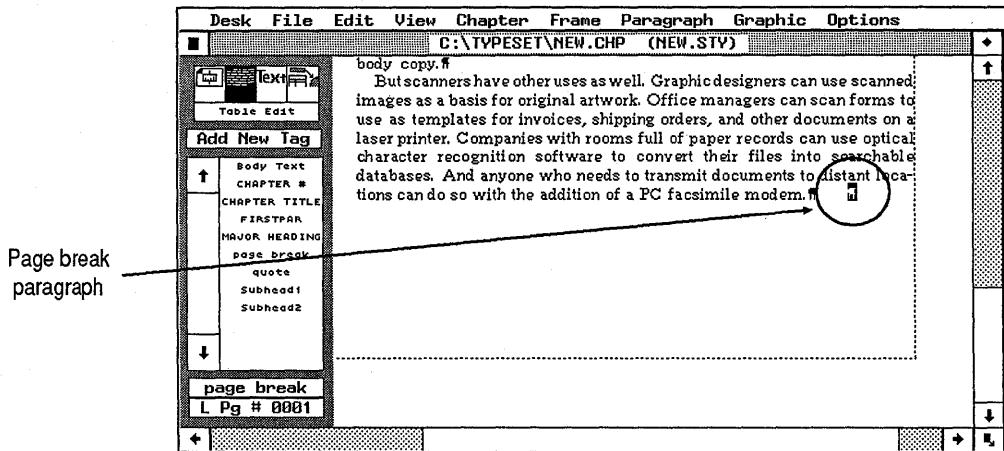 Desk File Edit View Chapter Frame Paragraph Graphic Options
C:\TYPESET\NEW.CHP (NEW.STY)
Text
Table Edit
Add New Tag
Body Text
CHAPTER #
CHAPTER TITLE
FIRSTPAR
MAJOR HEADING
page break
quote
Subhead1
Subhead2
page break
L Pg # 0001
body copy.¶
But scanners have other uses as well. Graphic designers can use scanned
images as a basis for original artwork. Office managers can scan forms to
use as templates for invoices, shipping orders, and other documents on a
laser printer. Companies with rooms full of paper records can use optical
character recognition software to convert their files into searchable
databases. And anyone who needs to transmit documents to distant loca-
tions can do so with the addition of a PC facsimile modem.¶ ¶
Page break
paragraph